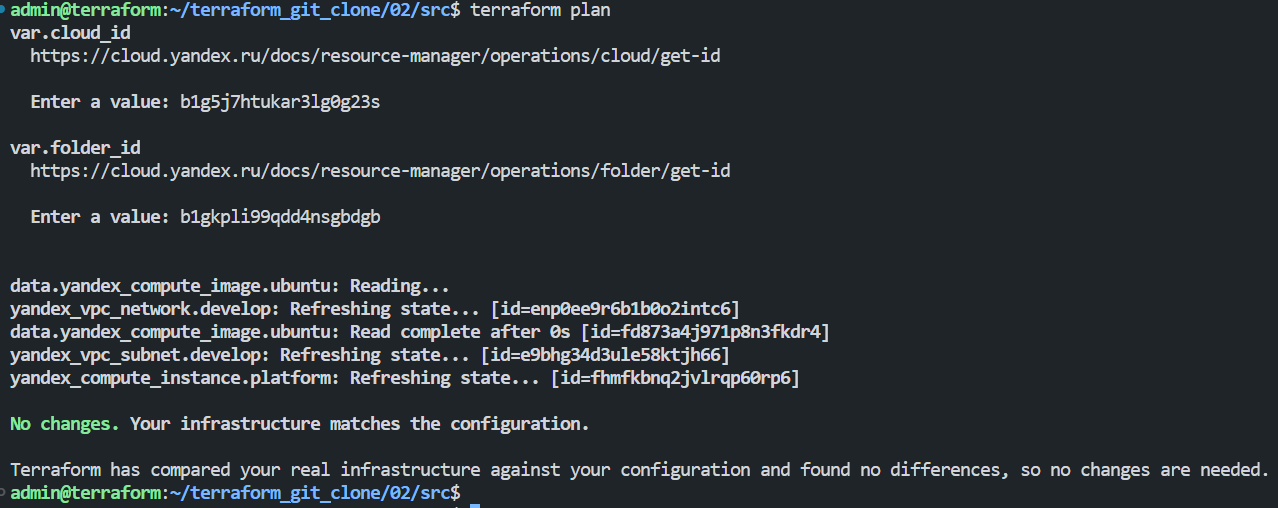 admin@terraform:~/terraform_git_clone/02/src$ terraform plan
var.cloud_id
  https://cloud.yandex.ru/docs/resource-manager/operations/cloud/get-id

  Enter a value: b1g5j7htukar3lg0g23s

var.folder_id
  https://cloud.yandex.ru/docs/resource-manager/operations/folder/get-id

  Enter a value: b1gkpli99qdd4nsgbdgb


data.yandex_compute_image.ubuntu: Reading...
yandex_vpc_network.develop: Refreshing state... [id=enp0ee9r6b1b0o2intc6]
data.yandex_compute_image.ubuntu: Read complete after 0s [id=fd873a4j971p8n3fkdr4]
yandex_vpc_subnet.develop: Refreshing state... [id=e9bhg34d3ule58ktjh66]
yandex_compute_instance.platform: Refreshing state... [id=fhmfkbnq2jvlrqp60rp6]

No changes. Your infrastructure matches the configuration.

Terraform has compared your real infrastructure against your configuration and found no differences, so no changes are needed.
admin@terraform:~/terraform_git_clone/02/src$